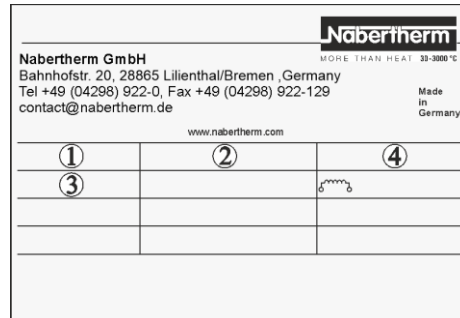 Nabertherm
MORE THAN HEAT 30-3000 °C
Nabertherm GmbH
Bahnhofstr. 20, 28865 Lilienthal/Bremen ,Germany
Tel +49 (04298) 922-0, Fax +49 (04298) 922-129
contact@nabertherm.de
Made
in
Germany
www.nabertherm.com
① ② ④
③